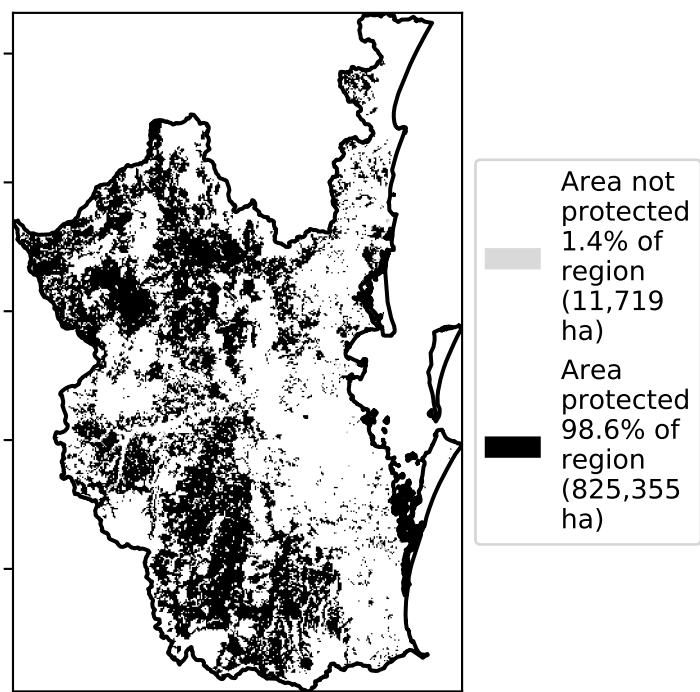 Area not
protected
1.4% of
region
(11,719
ha)
Area
protected
98.6% of
region
(825,355
ha)